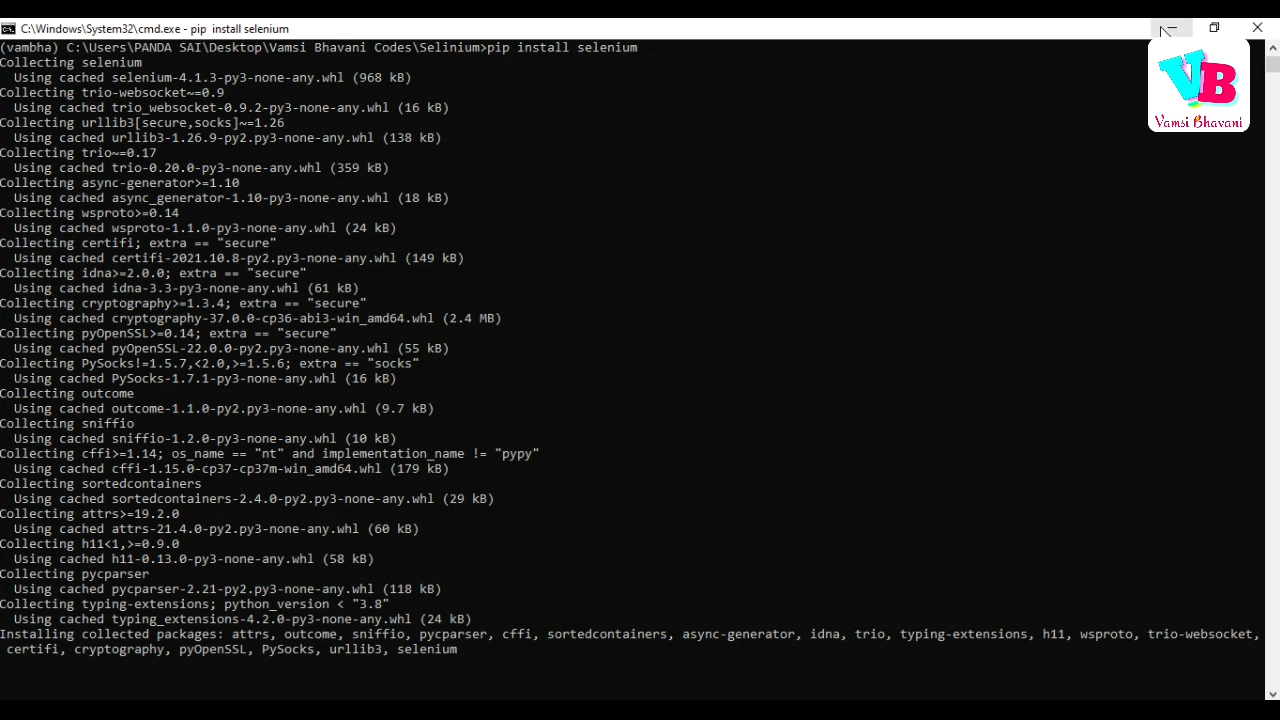 C:\Windows\System32\cmd.exe - pip  install selenium
(vambha) C:\Users\PANDA SAI\Desktop\Vamsi Bhavani Codes\Selinium>pip install selenium
Collecting selenium
  Using cached selenium-4.1.3-py3-none-any.whl (968 kB)
Collecting trio-websocket~=0.9
  Using cached trio_websocket-0.9.2-py3-none-any.whl (16 kB)
Collecting urllib3[secure,socks]~=1.26
  Using cached urllib3-1.26.9-py2.py3-none-any.whl (138 kB)
Collecting trio~=0.17
  Using cached trio-0.20.0-py3-none-any.whl (359 kB)
Collecting async-generator>=1.10
  Using cached async_generator-1.10-py3-none-any.whl (18 kB)
Collecting wsproto>=0.14
  Using cached wsproto-1.1.0-py3-none-any.whl (24 kB)
Collecting certifi; extra == "secure"
  Using cached certifi-2021.10.8-py2.py3-none-any.whl (149 kB)
Collecting idna>=2.0.0; extra == "secure"
  Using cached idna-3.3-py3-none-any.whl (61 kB)
Collecting cryptography>=1.3.4; extra == "secure"
  Using cached cryptography-37.0.0-cp36-abi3-win_amd64.whl (2.4 MB)
Collecting pyOpenSSL>=0.14; extra == "secure"
  Using cached pyOpenSSL-22.0.0-py2.py3-none-any.whl (55 kB)
Collecting PySocks!=1.5.7,<2.0,>=1.5.6; extra == "socks"
  Using cached PySocks-1.7.1-py3-none-any.whl (16 kB)
Collecting outcome
  Using cached outcome-1.1.0-py2.py3-none-any.whl (9.7 kB)
Collecting sniffio
  Using cached sniffio-1.2.0-py3-none-any.whl (10 kB)
Collecting cffi>=1.14; os_name == "nt" and implementation_name != "pypy"
  Using cached cffi-1.15.0-cp37-cp37m-win_amd64.whl (179 kB)
Collecting sortedcontainers
  Using cached sortedcontainers-2.4.0-py2.py3-none-any.whl (29 kB)
Collecting attrs>=19.2.0
  Using cached attrs-21.4.0-py2.py3-none-any.whl (60 kB)
Collecting h11<1,>=0.9.0
  Using cached h11-0.13.0-py3-none-any.whl (58 kB)
Collecting pycparser
  Using cached pycparser-2.21-py2.py3-none-any.whl (118 kB)
Collecting typing-extensions; python_version < "3.8"
  Using cached typing_extensions-4.2.0-py3-none-any.whl (24 kB)
Installing collected packages: attrs, outcome, sniffio, pycparser, cffi, sortedcontainers, async-generator, idna, trio, typing-extensions, h11, wsproto, trio-websocket,
 certifi, cryptography, pyOpenSSL, PySocks, urllib3, selenium
VB
Vamsi Bhavani